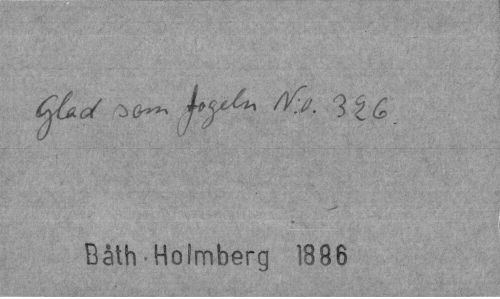 Glad som fogeln N:o. 326.
Båth·Holmberg 1886